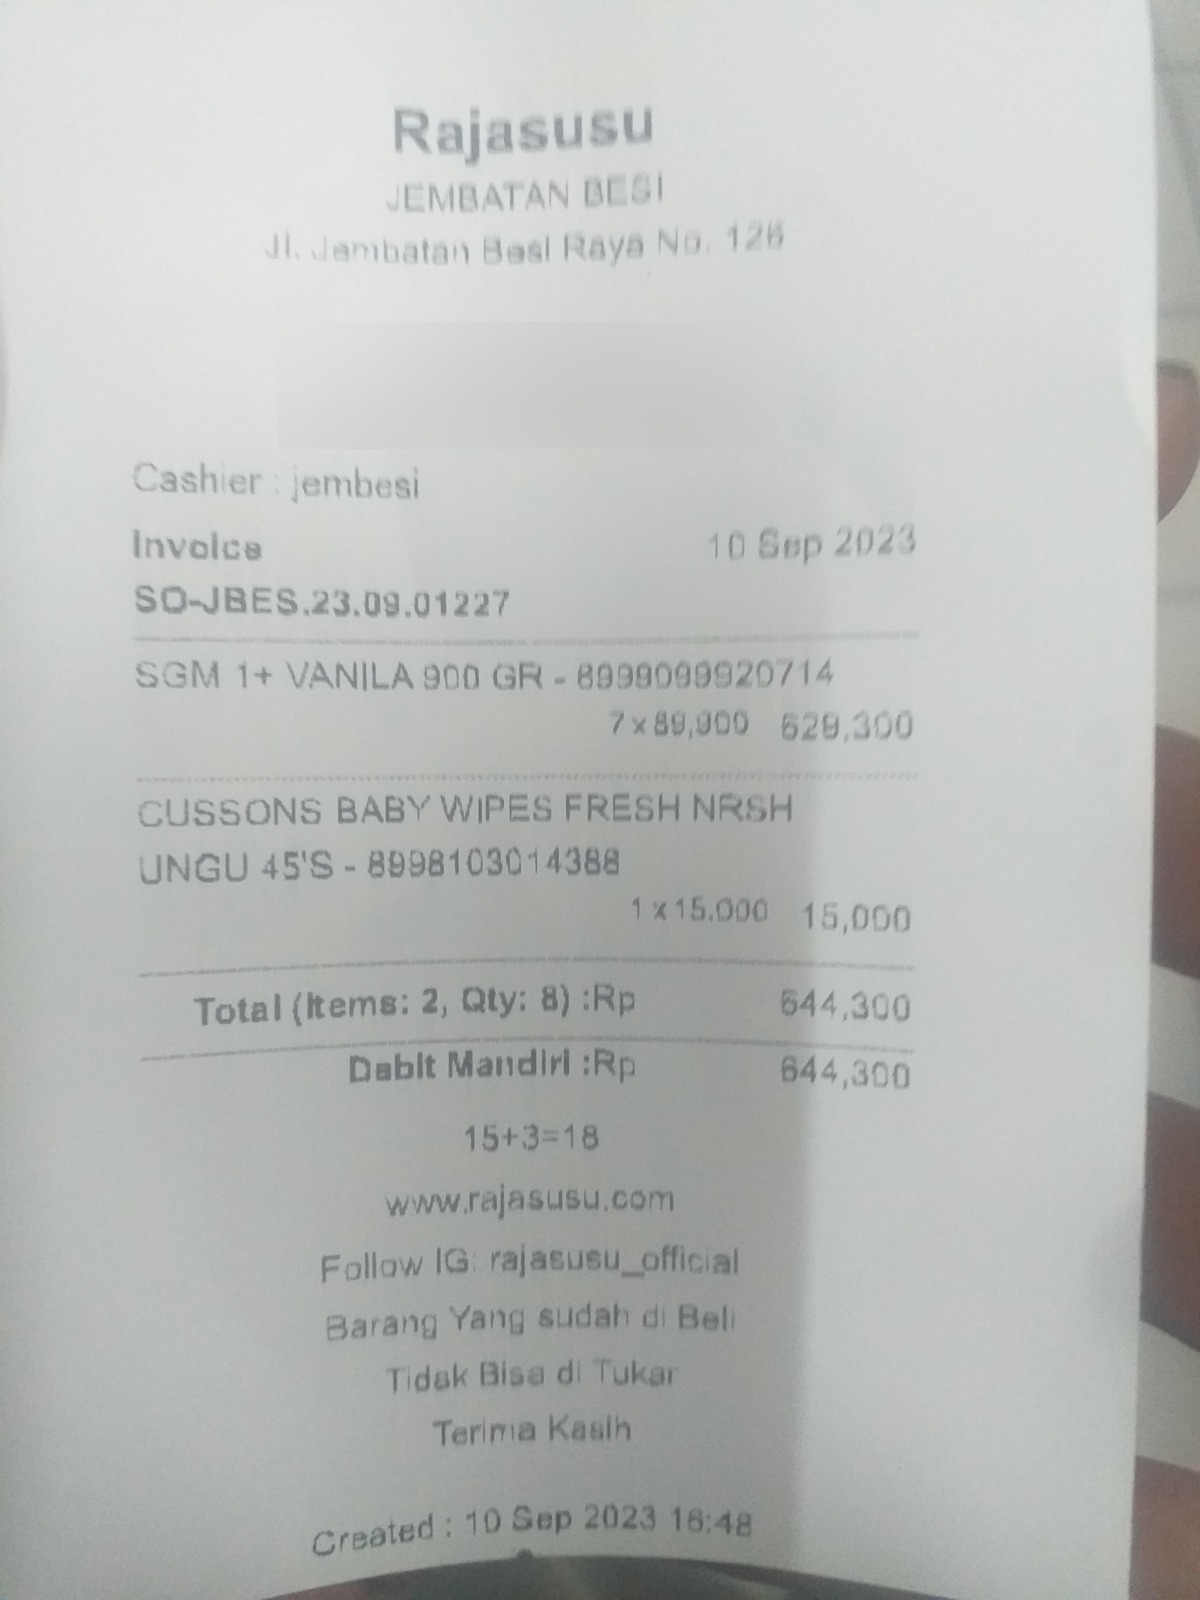 Rajasusu
JEMBATAN BESI
Jl. Jembatan Besi Raya No. 126
Cashier : jembesi
Invoice 10 Sep 2023
SO-JBES.23.09.01227
SGM 1+ VANILA 900 GR - 8999099920714
7 x 89,900 629,300
CUSSONS BABY WIPES FRESH NRSH
UNGU 45'S - 8998103014388
1 x 15.000 15,000
Total (Items: 2, Qty: 8) :Rp 644,300
Debit Mandiri :Rp 644,300
15+3=18
www.rajasusu.com
Follow IG: rajasusu_official
Barang Yang sudah di Beli
Tidak Bisa di Tukar
Terima Kasih
Created : 10 Sep 2023 16:48